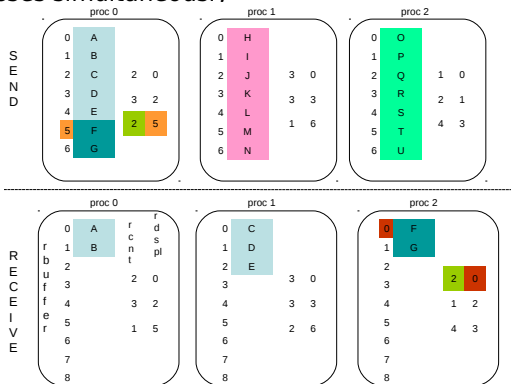 proc 0
proc 1
proc 2
SEND
0 A
1 B
2 C 2 0
3 D 3 2
4 E
5 F 2 5
6 G
0 H
1 I
2 J 3 0
3 K 3 3
4 L
5 M 1 6
6 N
0 O
1 P
2 Q 1 0
3 R 2 1
4 S
5 T 4 3
6 U
proc 0
proc 1
proc 2
RECEIVE
rbuffer
rcnt
rdspl
0 A
1 B
2 2 0
3
4 3 2
5 1 5
6
7
8
0 C
1 D
2 E
3 3 0
4 3 3
5 2 6
6
7
8
0 F
1 G
2
3 2 0
4 1 2
5 4 3
6
7
8